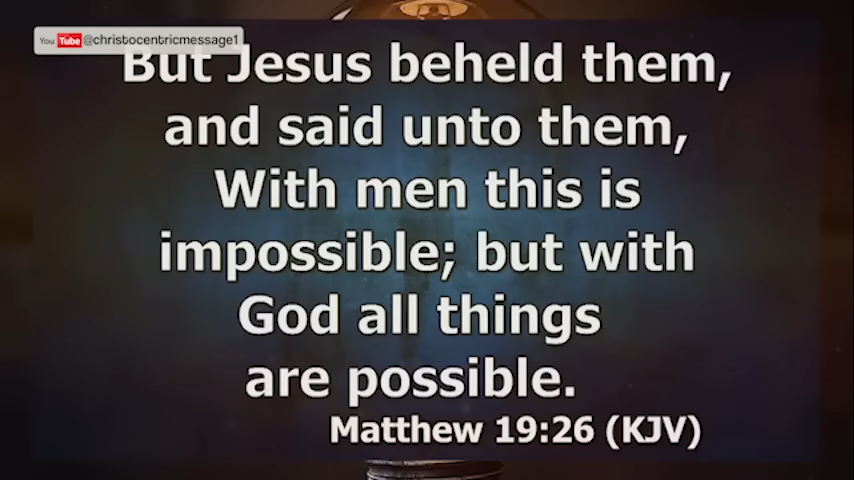 YouTube @christocentricmessage1
But Jesus beheld them,
and said unto them,
With men this is
impossible; but with
God all things
are possible.
Matthew 19:26 (KJV)